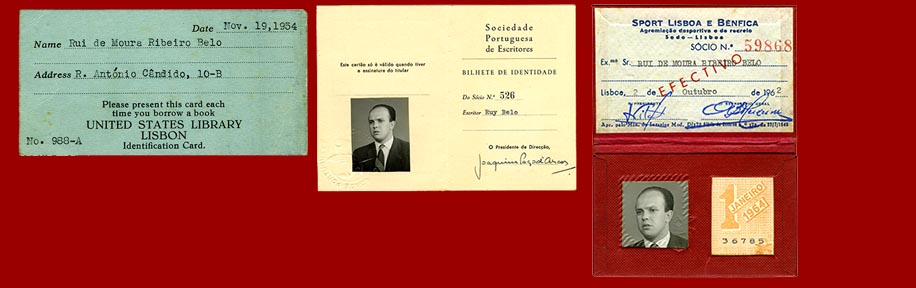 Date Nov. 19,1954
Name Rui de Moura Ribeiro Belo
Address R. António Cândido, 10-B
Please present this card each
time you borrow a book
UNITED STATES LIBRARY
LISBON
No. 988-A
Identification Card.
Este cartão só é válido quando tiver
a assinatura do titular
Sociedade
Portuguesa
de Escritores
BILHETE DE IDENTIDADE
Do Sócio N.º 526
Escritor Ruy Belo
O Presidente da Direcção,
SPORT LISBOA E BENFICA
Agremiação desportiva e de recreio
Sede-Lisboa
SÓCIO N.º 59868
Ex.mº Sr. RUI DE MOURA RIBEIRO BELO
EFECTIVO
Lisboa, 2 de Outubro de 1962
1 JANEIRO
1964
36785